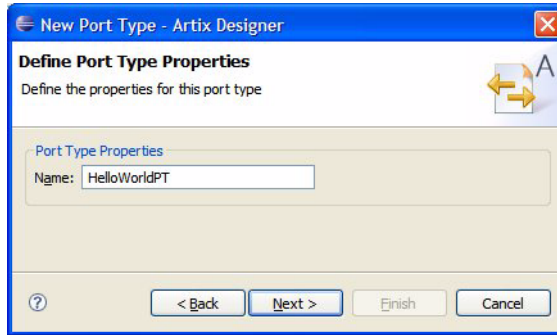 New Port Type - Artix Designer
Define Port Type Properties
Define the properties for this port type
A
Port Type Properties
Name: HelloWorldPT
? < Back Next > Finish Cancel